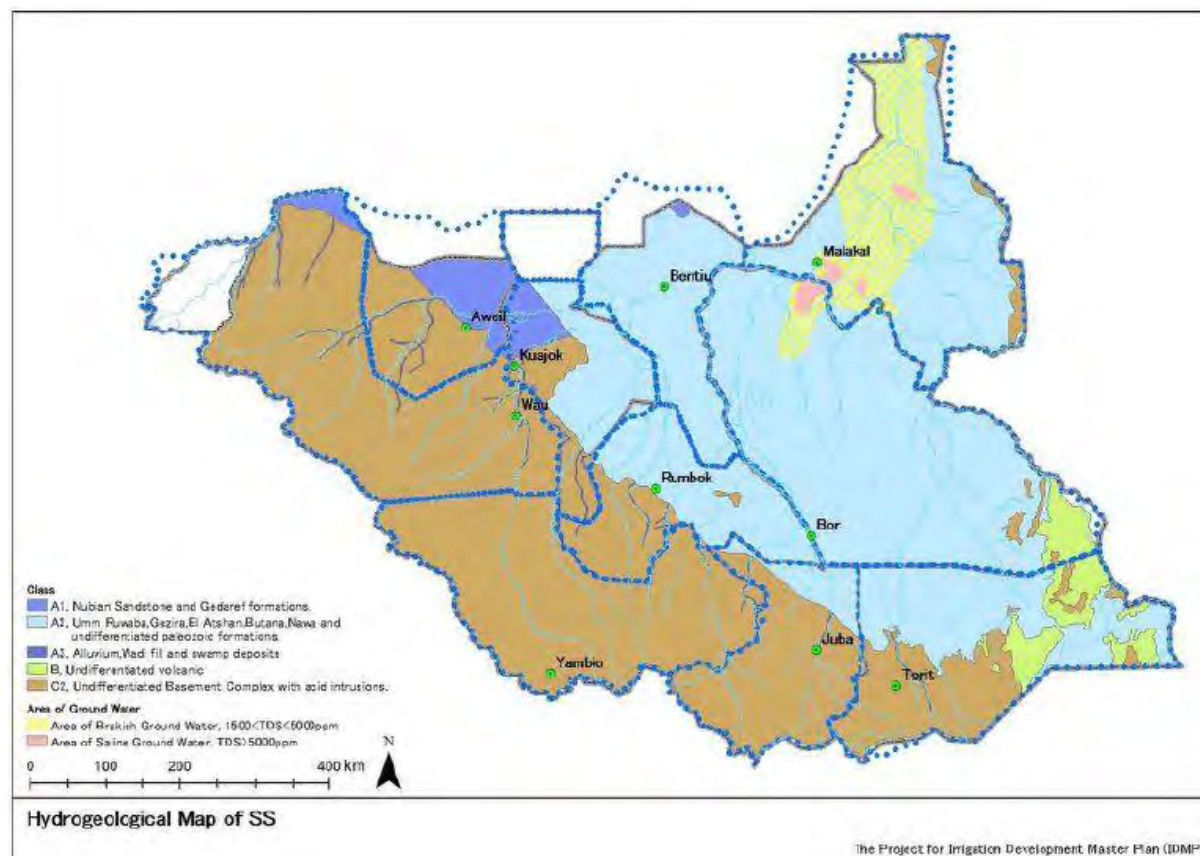 Malakal
Bentiu
Aweil
Kuajok
Wau
Rumbok
Bor
Juba
Yambio
Torit
Class
A1, Nubian Sandstone and Gedaref formations.
A2, Umm Ruwaba,Gezira,El Atshan,Butana,Nawa and
undifferentiated paleozoic formations
A3, Alluvium,Wadi fill and swamp deposits
B, Undifferentiated volcanic
C2, Undifferentiated Basement Complex with acid intrusions.
Area of Ground Water
Area of Brakish Ground Water, 1500<TDS<5000ppm
Area of Saline Ground Water, TDS>5000ppm
0 100 200 400 km
N
Hydrogeological Map of SS
The Project for Irrigation Development Master Plan (IDMP